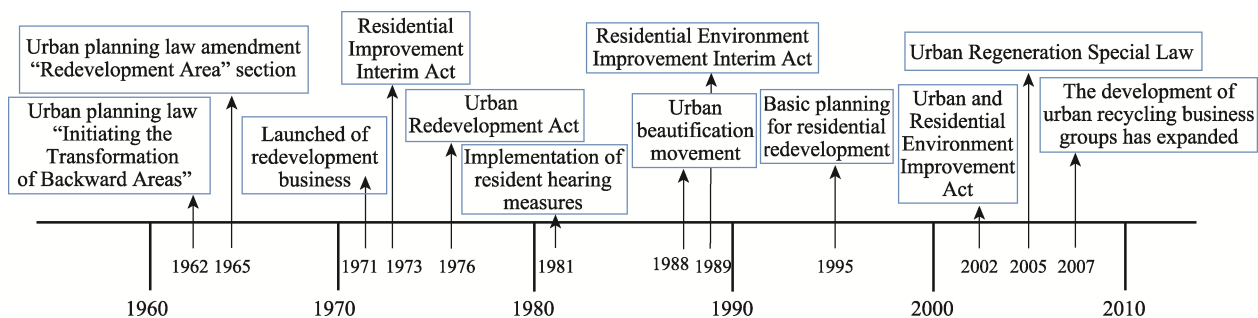 Urban planning law amendment
“Redevelopment Area” section
Urban planning law
“Initiating the
Transformation
of Backward Areas”
Launched of
redevelopment
business
Residential
Improvement
Interim Act
Urban
Redevelopment Act
Implementation of
resident hearing
measures
Residential Environment
Improvement Interim Act
Urban
beautification
movement
Basic planning
for residential
redevelopment
Urban Regeneration Special Law
Urban and
Residential
Environment
Improvement
Act
The development of
urban recycling business
groups has expanded
1962 1965 1971 1973 1976 1981 1988 1989 1995 2002 2005 2007
1960 1970 1980 1990 2000 2010